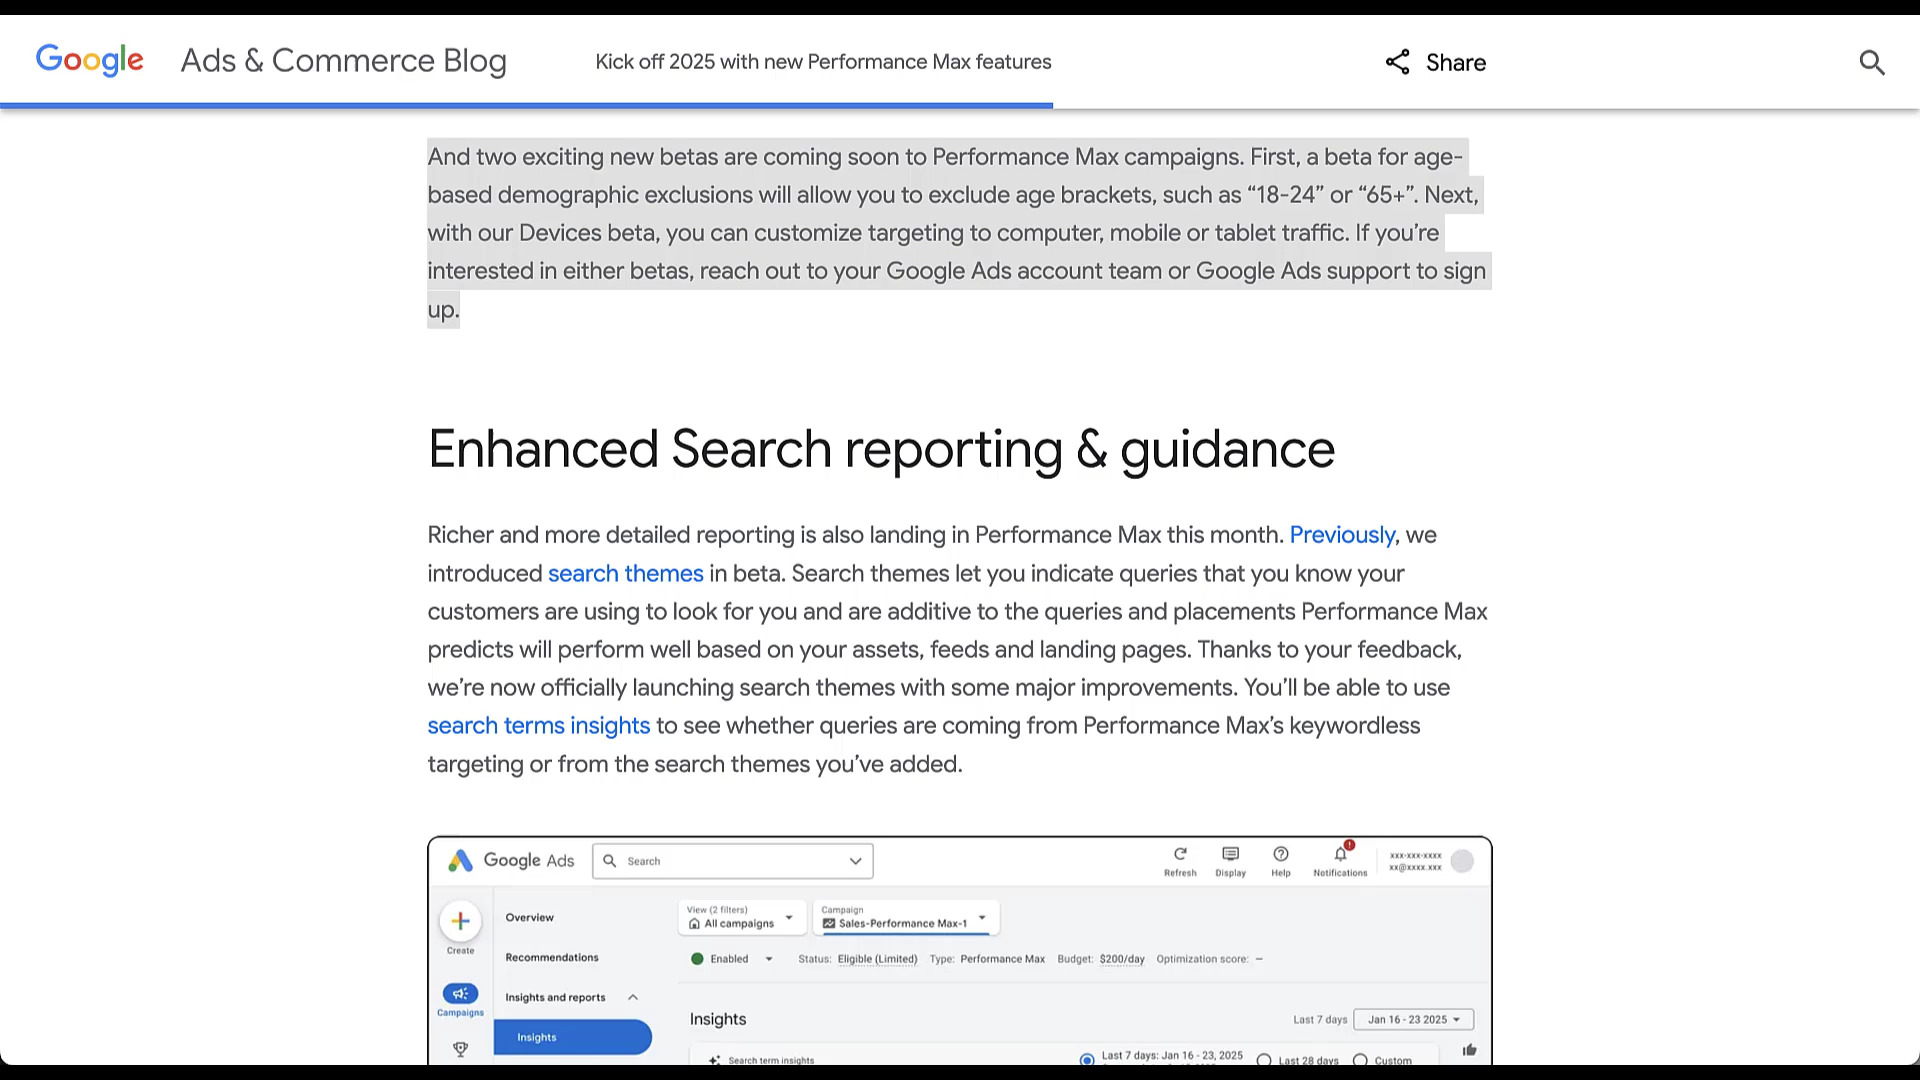 Google Ads & Commerce Blog Kick off 2025 with new Performance Max features Share
And two exciting new betas are coming soon to Performance Max campaigns. First, a beta for age-
based demographic exclusions will allow you to exclude age brackets, such as “18-24” or “65+”. Next,
with our Devices beta, you can customize targeting to computer, mobile or tablet traffic. If you’re
interested in either betas, reach out to your Google Ads account team or Google Ads support to sign
up.
Enhanced Search reporting & guidance
Richer and more detailed reporting is also landing in Performance Max this month. Previously, we
introduced search themes in beta. Search themes let you indicate queries that you know your
customers are using to look for you and are additive to the queries and placements Performance Max
predicts will perform well based on your assets, feeds and landing pages. Thanks to your feedback,
we’re now officially launching search themes with some major improvements. You’ll be able to use
search terms insights to see whether queries are coming from Performance Max’s keywordless
targeting or from the search themes you’ve added.
Google Ads Search
Refresh Display Help Notifications
xxx-xxx-xxxx
xx@xxxx.xxx
Create
Campaigns
Overview
Recommendations
Insights and reports
Insights
View (2 filters)
All campaigns
Campaign
Sales-Performance Max-1
Enabled Status: Eligible (Limited) Type: Performance Max Budget: $200/day Optimization score: –
Insights Last 7 days Jan 16 - 23 2025
Search term insights Last 7 days: Jan 16 - 23, 2025 Last 28 days Custom